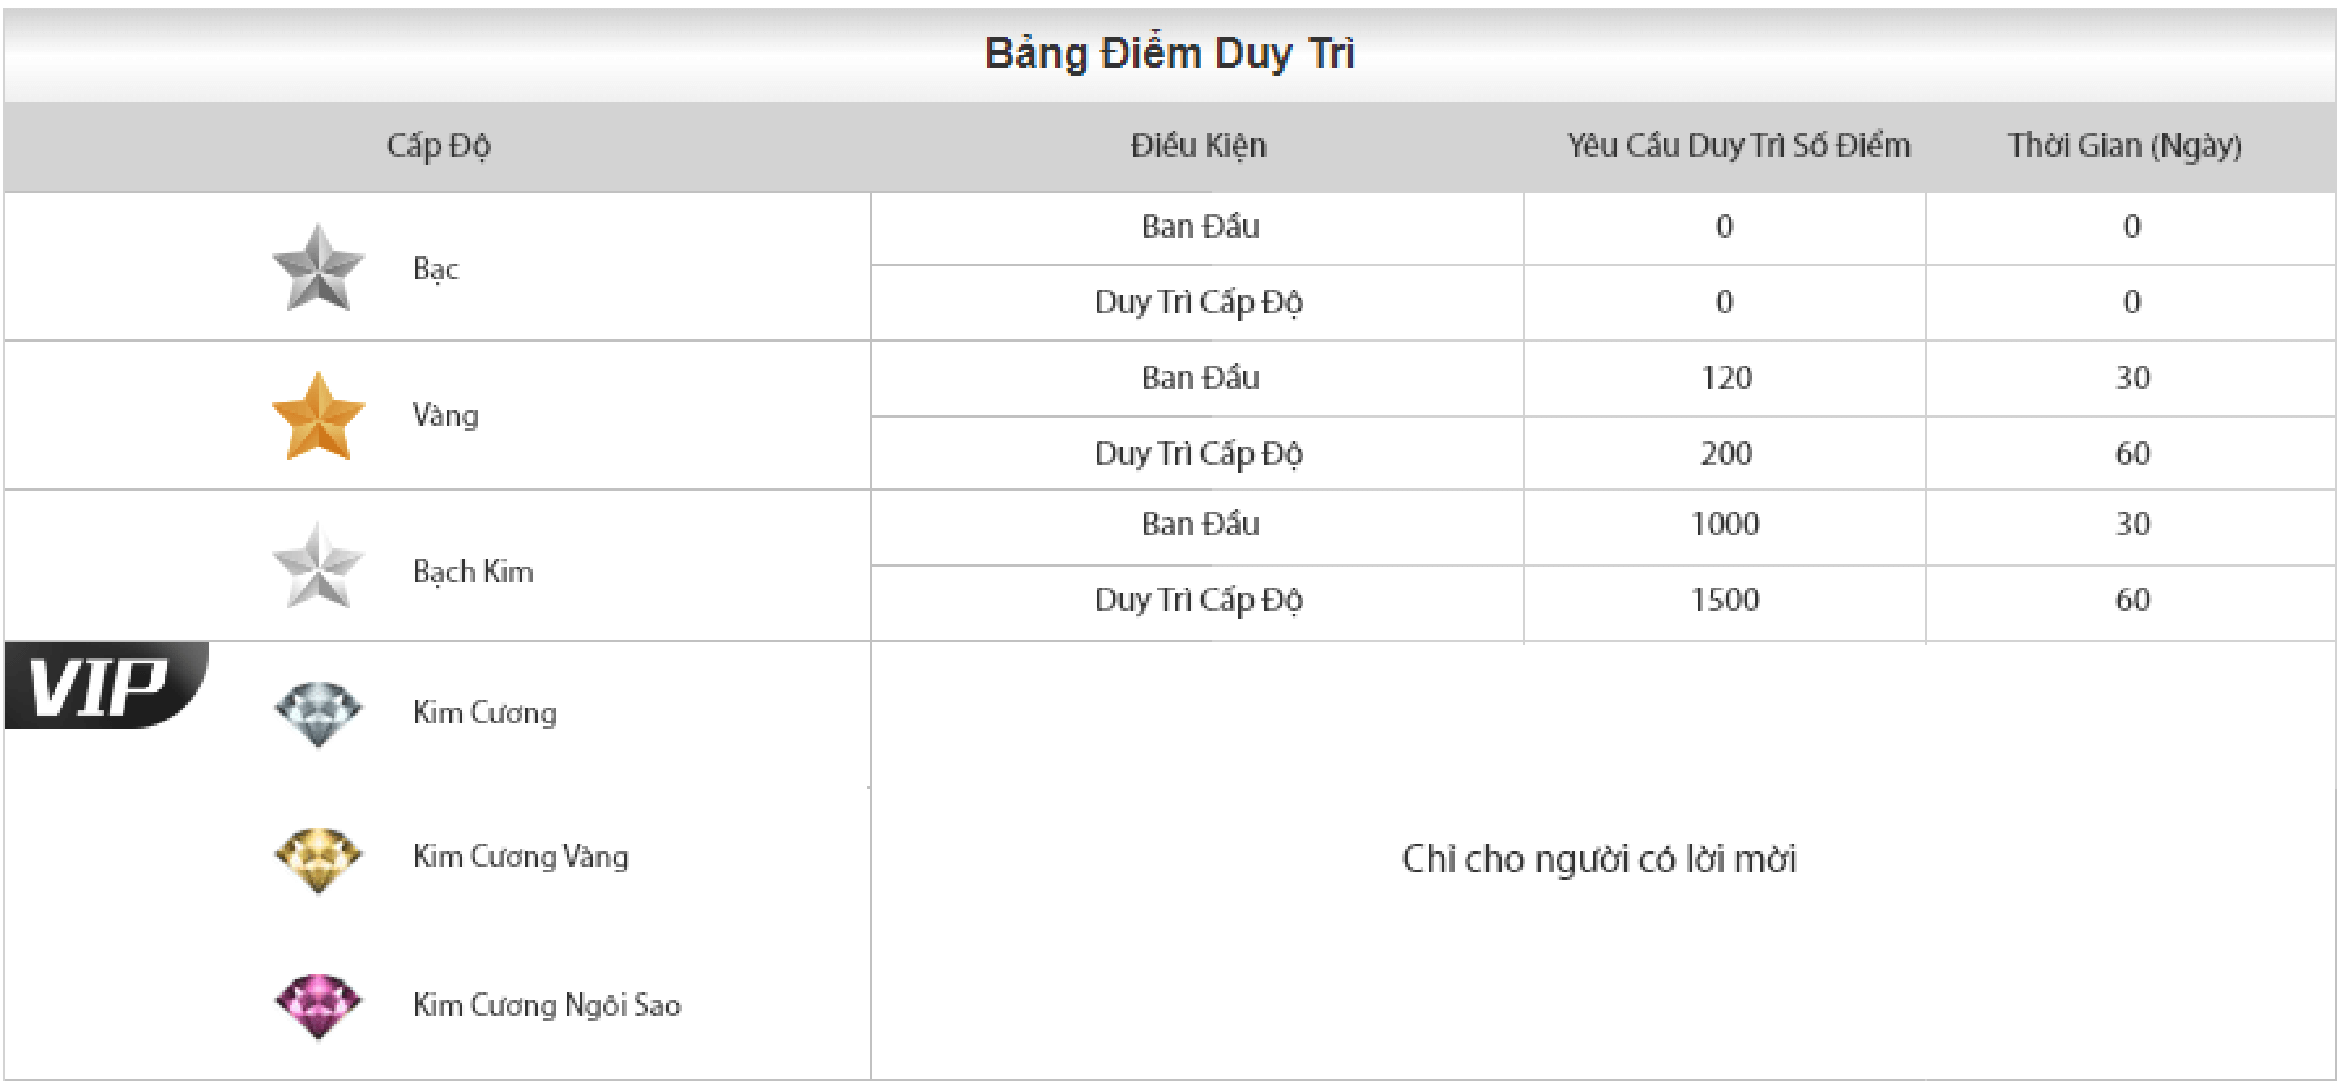 Bảng Điểm Duy Trì
Cấp Độ Điều Kiện Yêu Cầu Duy Trì Số Điểm Thời Gian (Ngày)
Bạc
Ban Đầu 0 0
Duy Trì Cấp Độ 0 0
Vàng
Ban Đầu 120 30
Duy Trì Cấp Độ 200 60
Bạch Kim
Ban Đầu 1000 30
Duy Trì Cấp Độ 1500 60
VIP
Kim Cương
Kim Cương Vàng
Kim Cương Ngôi Sao
Chỉ cho người có lời mời